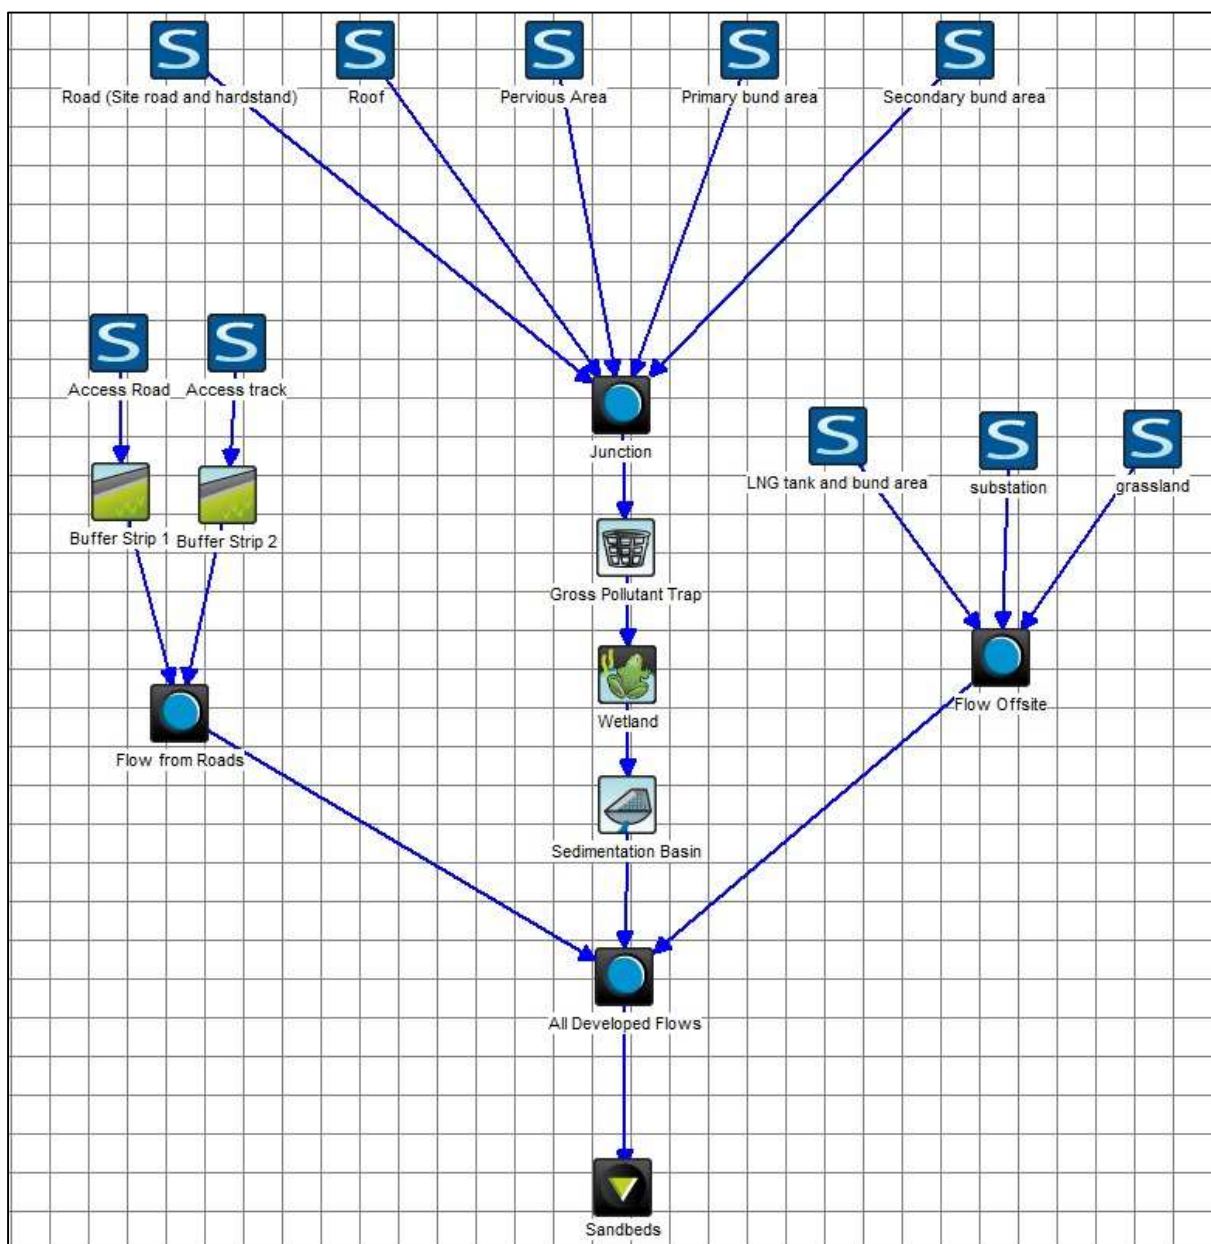 Road (Site road and hardstand)
Roof
Pervious Area
Primary bund area
Secondary bund area
Access Road
Access track
Junction
LNG tank and bund area
substation
grassland
Buffer Strip 1
Buffer Strip 2
Gross Pollutant Trap
Wetland
Flow Offsite
Flow from Roads
Sedimentation Basin
All Developed Flows
Sandbeds